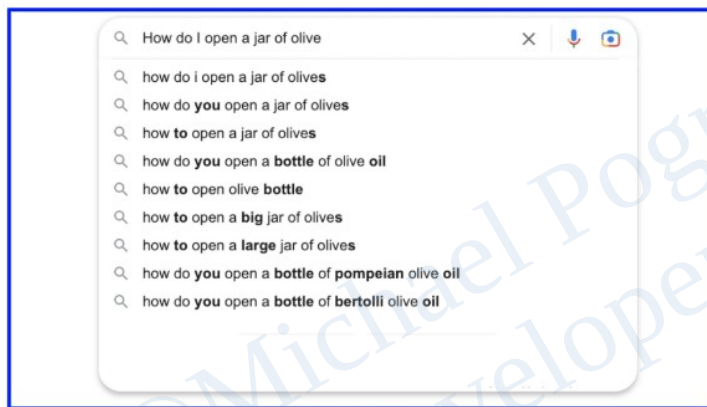 How do I open a jar of olive
how do i open a jar of olives
how do you open a jar of olives
how to open a jar of olives
how do you open a bottle of olive oil
how to open olive bottle
how to open a big jar of olives
how to open a large jar of olives
how do you open a bottle of pompeian olive oil
how do you open a bottle of bertolli olive oil